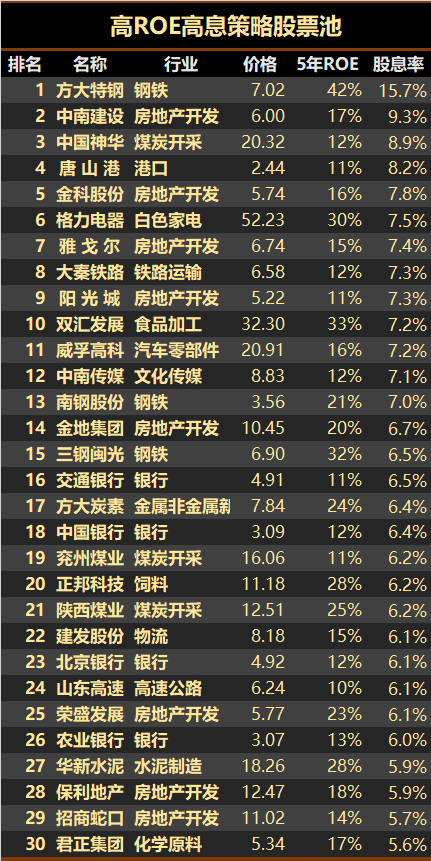 高ROE高息策略股票池
排名 名称 行业 价格 5年ROE 股息率
1 方大特钢 钢铁 7.02 42% 15.7%
2 中南建设 房地产开发 6.00 17% 9.3%
3 中国神华 煤炭开采 20.32 12% 8.9%
4 唐山港 港口 2.44 11% 8.2%
5 金科股份 房地产开发 5.74 16% 7.8%
6 格力电器 白色家电 52.23 30% 7.5%
7 雅戈尔 房地产开发 6.74 15% 7.4%
8 大秦铁路 铁路运输 6.58 12% 7.3%
9 阳光城 房地产开发 5.22 11% 7.3%
10 双汇发展 食品加工 32.30 33% 7.2%
11 威孚高科 汽车零部件 20.91 16% 7.2%
12 中南传媒 文化传媒 8.83 12% 7.1%
13 南钢股份 钢铁 3.56 21% 7.0%
14 金地集团 房地产开发 10.45 20% 6.7%
15 三钢闽光 钢铁 6.90 32% 6.5%
16 交通银行 银行 4.91 11% 6.5%
17 方大炭素 金属非金属新 7.84 24% 6.4%
18 中国银行 银行 3.09 12% 6.4%
19 兖州煤业 煤炭开采 16.06 11% 6.2%
20 正邦科技 饲料 11.18 28% 6.2%
21 陕西煤业 煤炭开采 12.51 25% 6.2%
22 建发股份 物流 8.18 15% 6.1%
23 北京银行 银行 4.92 12% 6.1%
24 山东高速 高速公路 6.24 10% 6.1%
25 荣盛发展 房地产开发 5.77 23% 6.1%
26 农业银行 银行 3.07 13% 6.0%
27 华新水泥 水泥制造 18.26 28% 5.9%
28 保利地产 房地产开发 12.47 18% 5.9%
29 招商蛇口 房地产开发 11.02 14% 5.7%
30 君正集团 化学原料 5.34 17% 5.6%